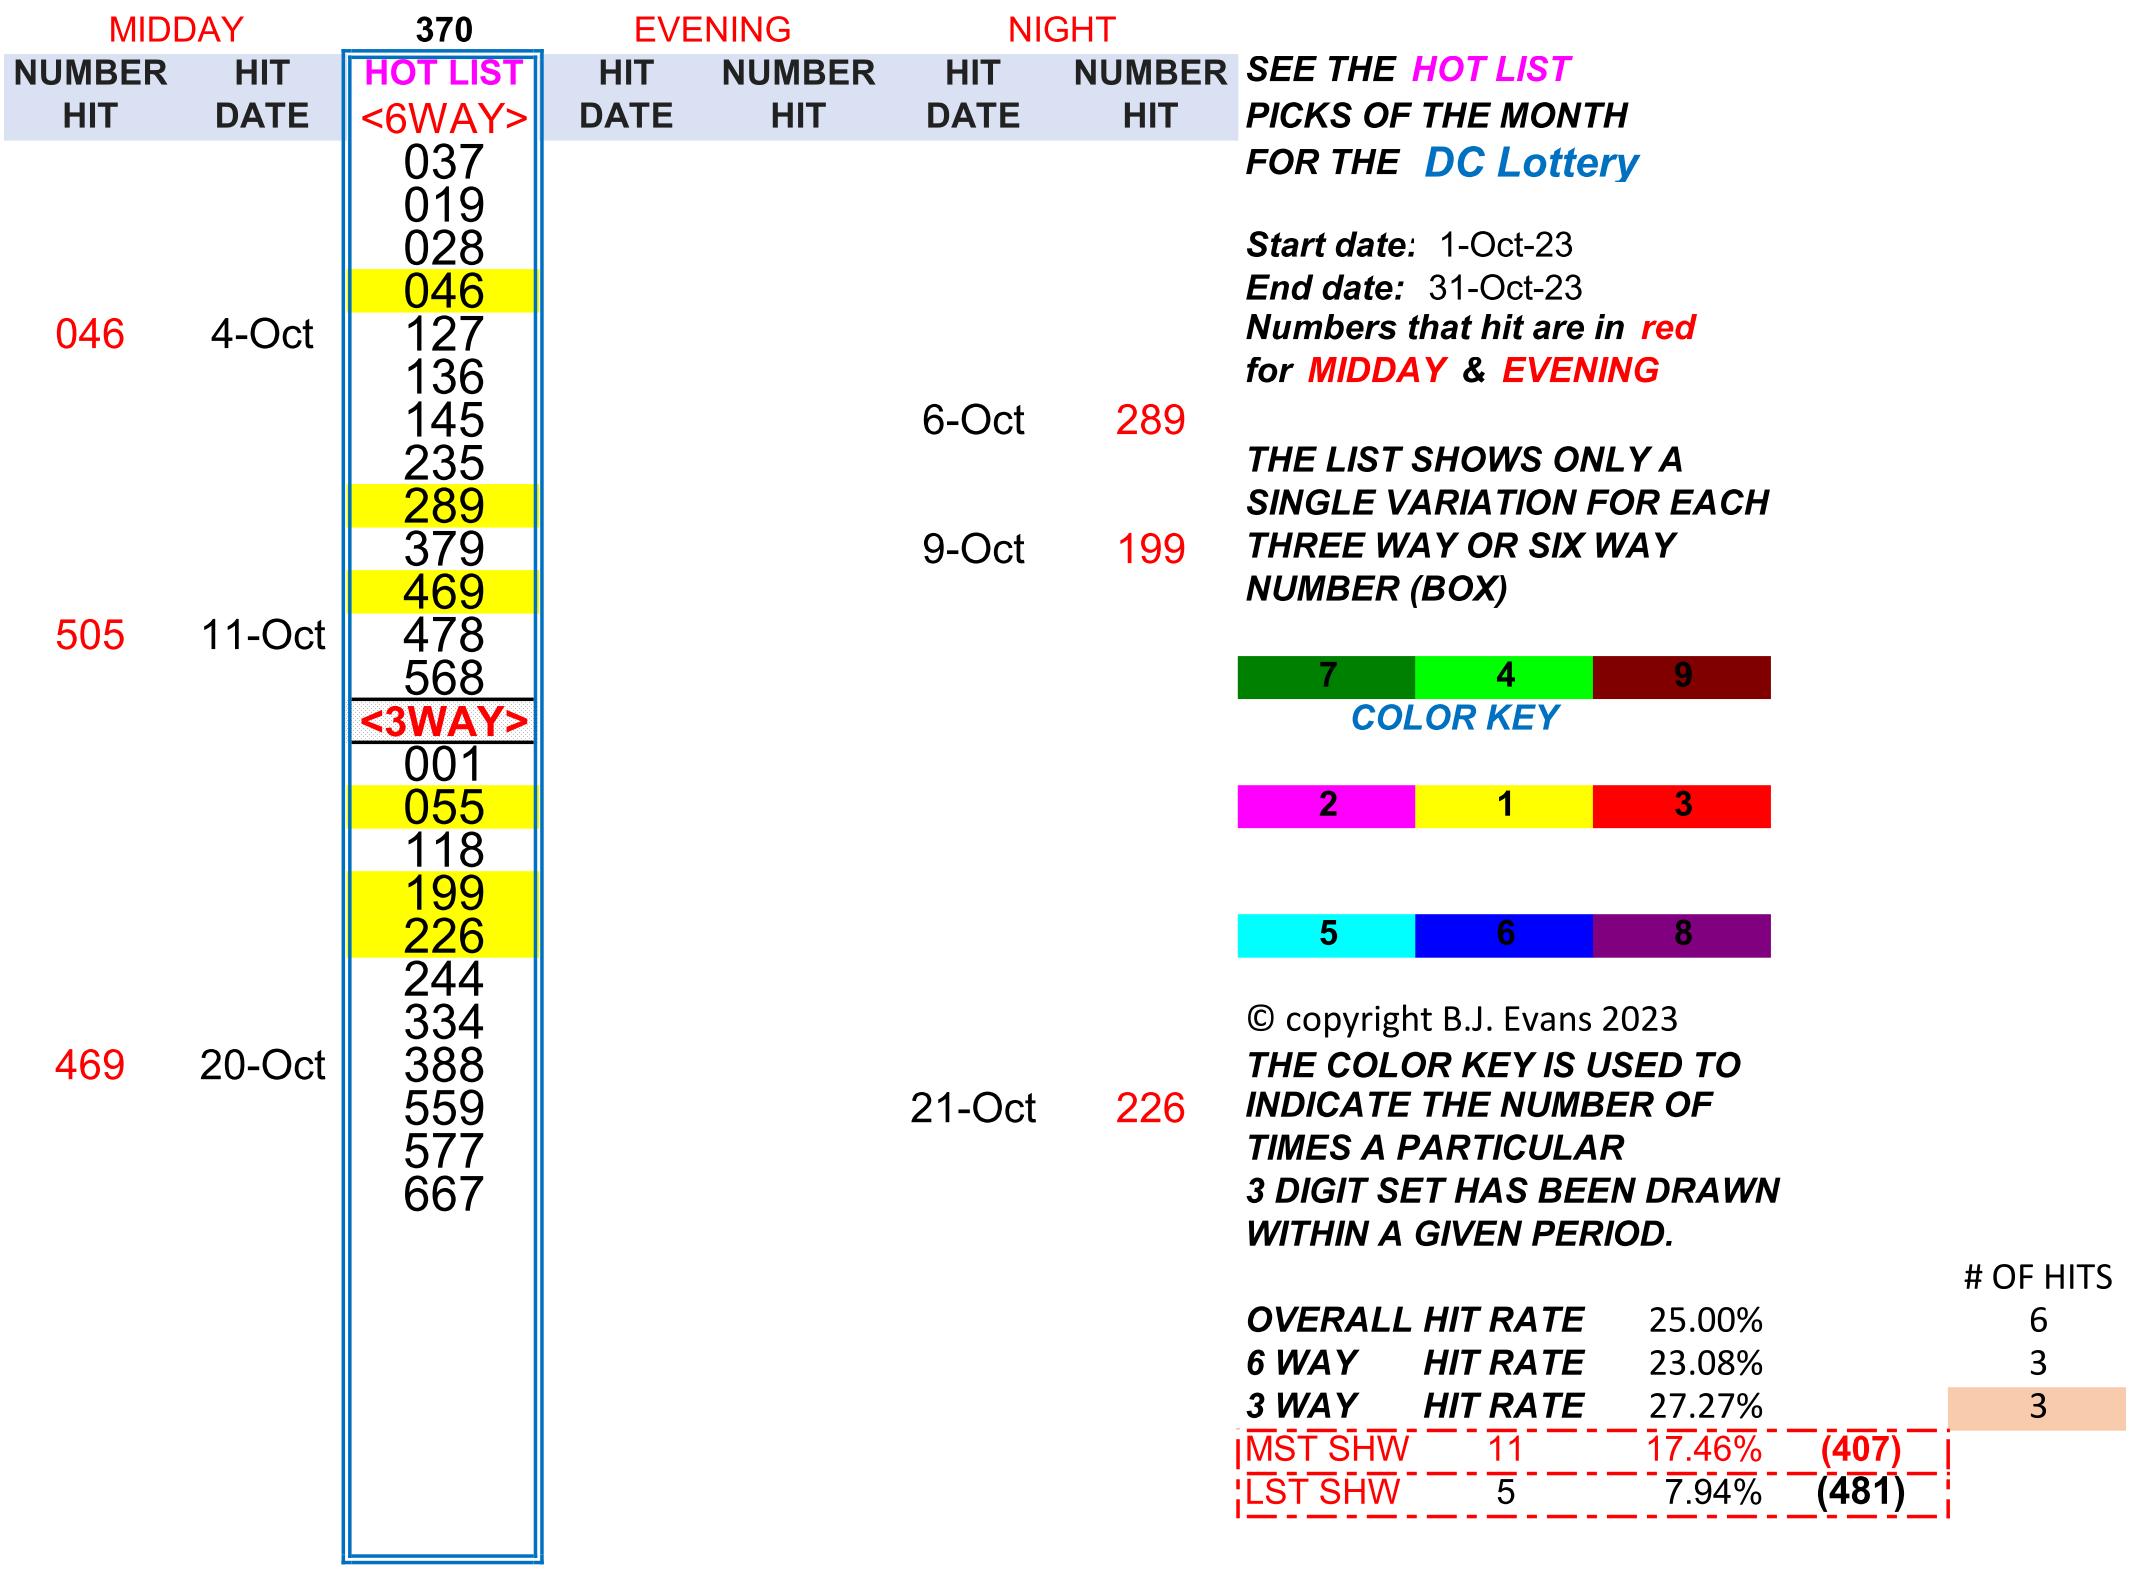 MIDDAY 370 EVENING NIGHT
NUMBER HIT HOT LIST HIT NUMBER HIT NUMBER SEE THE HOT LIST
HIT DATE <6WAY> DATE HIT DATE HIT PICKS OF THE MONTH
037 FOR THE DC Lottery
019
028 Start date: 1-Oct-23
046 End date: 31-Oct-23
046 4-Oct 127 Numbers that hit are in red
136 for MIDDAY & EVENING
145 6-Oct 289
235 THE LIST SHOWS ONLY A
289 SINGLE VARIATION FOR EACH
379 9-Oct 199 THREE WAY OR SIX WAY
469 NUMBER (BOX)
505 11-Oct 478
568 7 4 9
<3WAY> COLOR KEY
001
055 2 1 3
118
199
226 5 6 8
244
334 © copyright B.J. Evans 2023
469 20-Oct 388 THE COLOR KEY IS USED TO
559 21-Oct 226 INDICATE THE NUMBER OF
577 TIMES A PARTICULAR
667 3 DIGIT SET HAS BEEN DRAWN
WITHIN A GIVEN PERIOD.
# OF HITS
OVERALL HIT RATE 25.00% 6
6 WAY HIT RATE 23.08% 3
3 WAY HIT RATE 27.27% 3
MST SHW 11 17.46% (407)
LST SHW 5 7.94% (481)